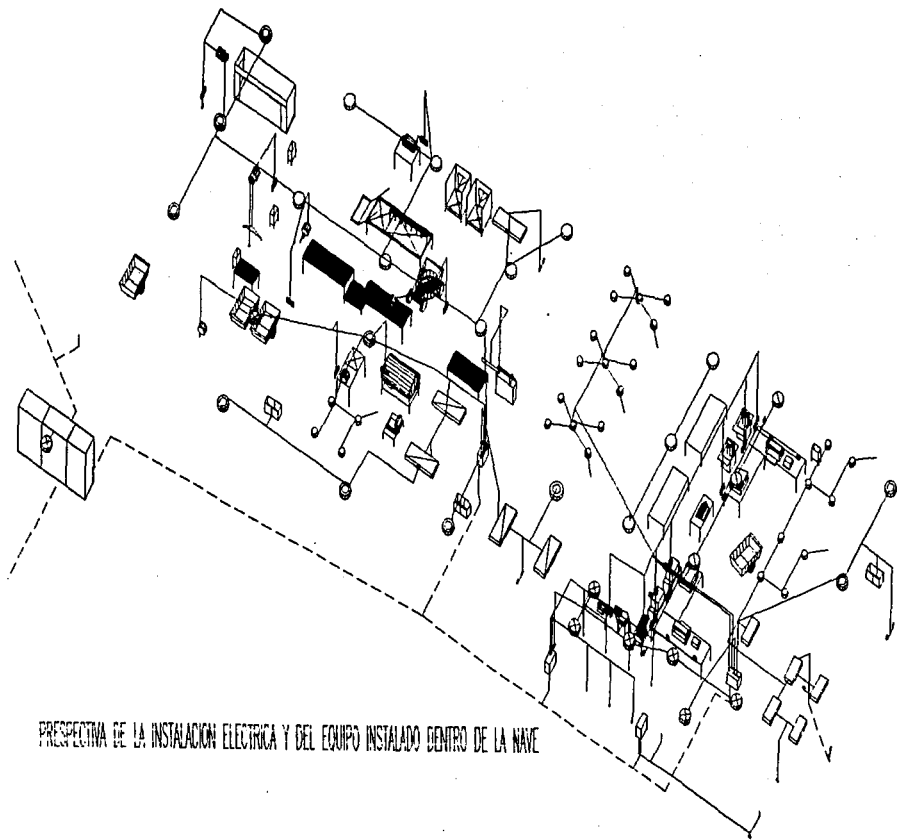 PRESPECTIVA DE LA INSTALACION ELECTRICA Y DEL EQUIPO INSTALADO DENTRO DE LA NAVE